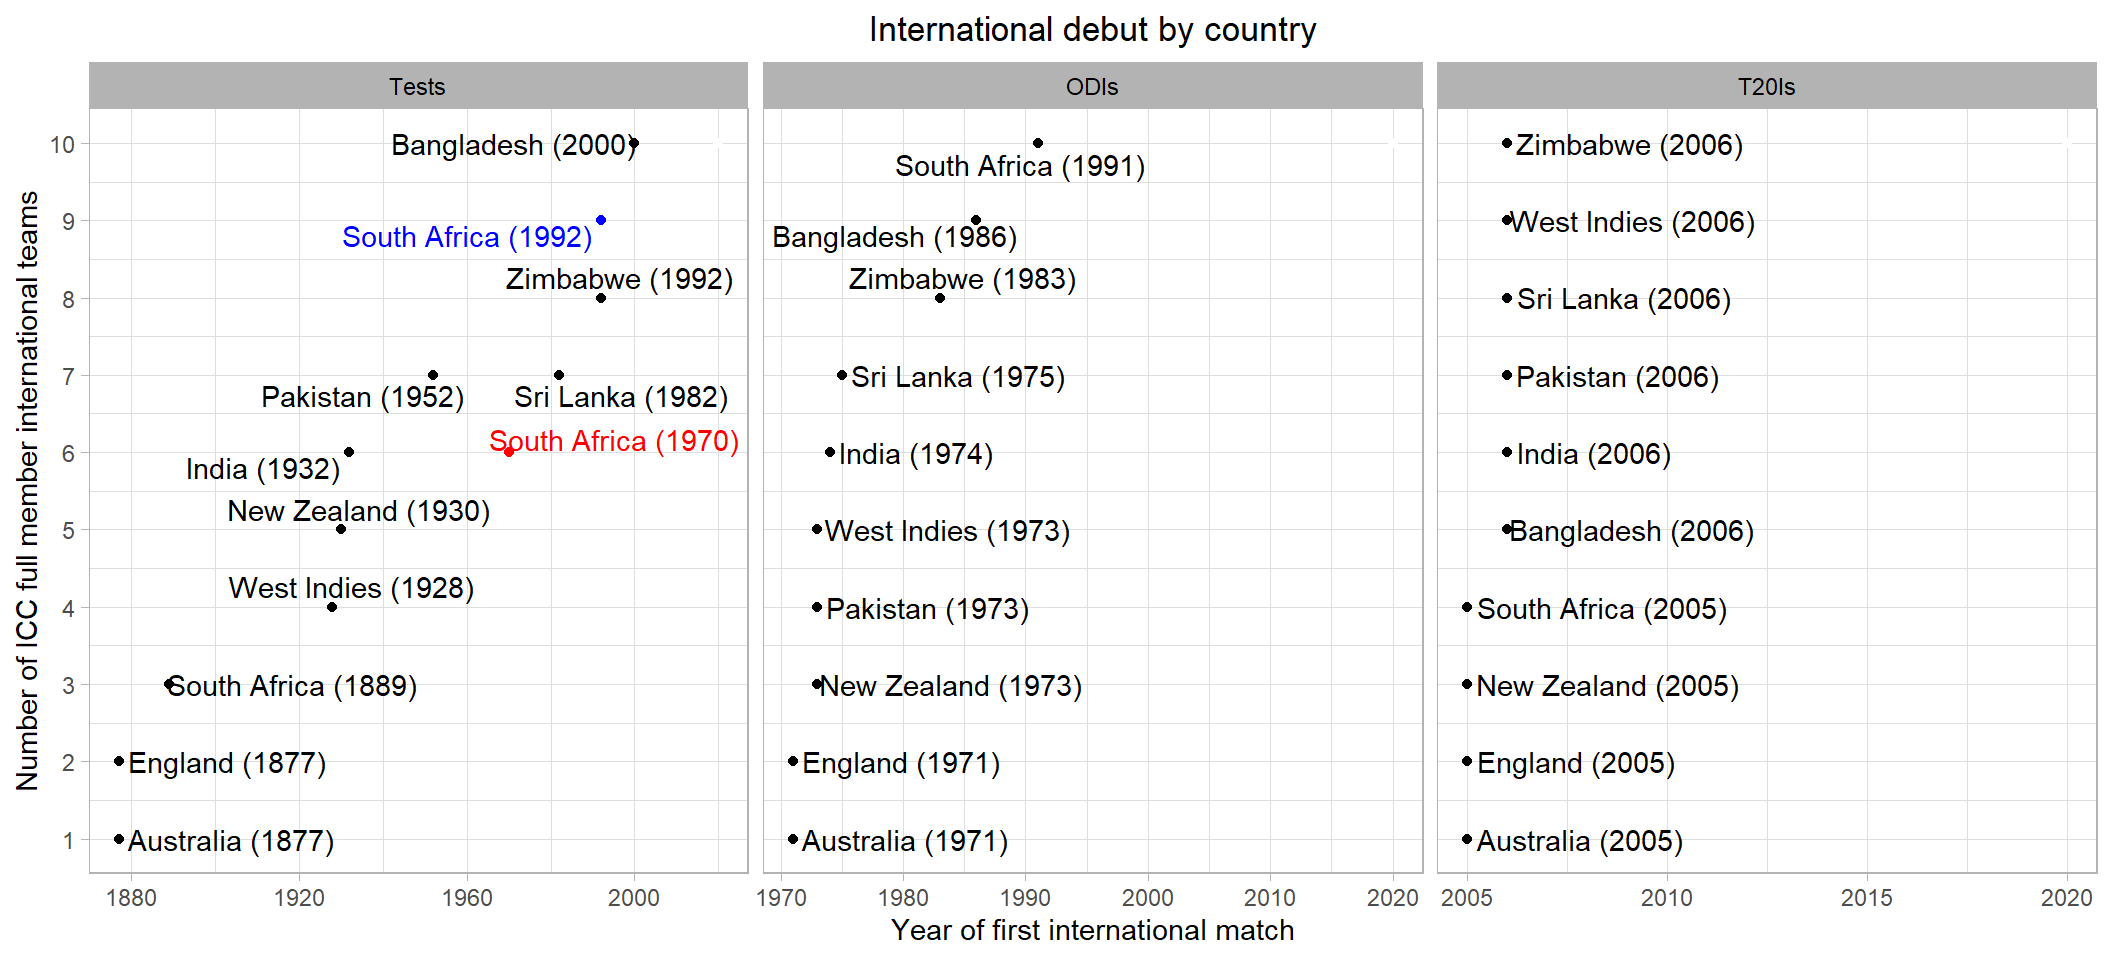 International debut by country
Tests
ODIs
T20Is
Number of ICC full member international teams
10
9
8
7
6
5
4
3
2
1
Bangladesh (2000)
South Africa (1992)
Zimbabwe (1992)
Pakistan (1952)
Sri Lanka (1982)
South Africa (1970)
India (1932)
New Zealand (1930)
West Indies (1928)
South Africa (1889)
England (1877)
Australia (1877)
South Africa (1991)
Bangladesh (1986)
Zimbabwe (1983)
Sri Lanka (1975)
India (1974)
West Indies (1973)
Pakistan (1973)
New Zealand (1973)
England (1971)
Australia (1971)
Zimbabwe (2006)
West Indies (2006)
Sri Lanka (2006)
Pakistan (2006)
India (2006)
Bangladesh (2006)
South Africa (2005)
New Zealand (2005)
England (2005)
Australia (2005)
1880 1920 1960 2000
1970 1980 1990 2000 2010 2020
2005 2010 2015 2020
Year of first international match